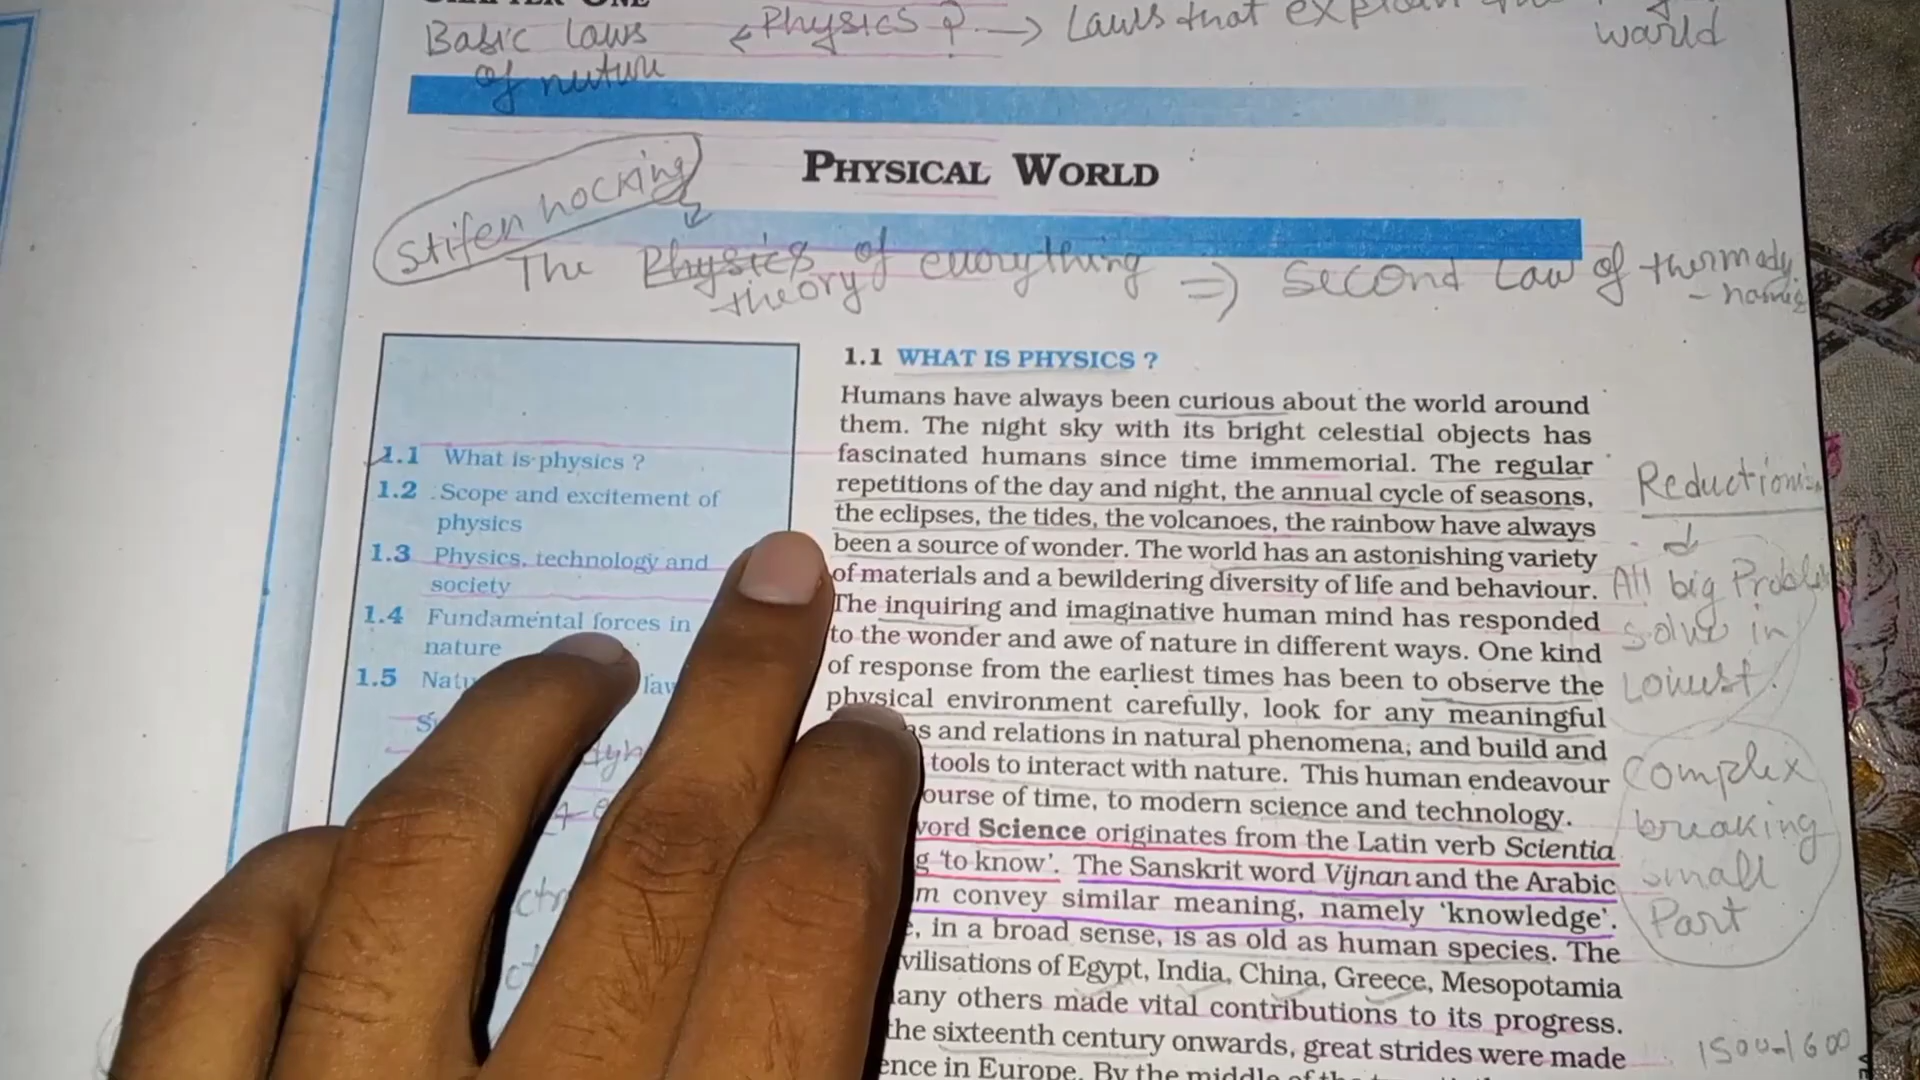 Basic laws
of nuture
← Physics ? → Laws that
world
PHYSICAL WORLD
stifen hocking
The Physics of everything ⇒ Second Law of thermody
theory
- namics
1.1 What is physics ?
1.2 Scope and excitement of
physics
1.3 Physics, technology and
society
1.4 Fundamental forces in
nature
1.5
1.1 WHAT IS PHYSICS ?
Humans have always been curious about the world around
them. The night sky with its bright celestial objects has
fascinated humans since time immemorial. The regular
repetitions of the day and night, the annual cycle of seasons,
the eclipses, the tides, the volcanoes, the rainbow have always
been a source of wonder. The world has an astonishing variety
of materials and a bewildering diversity of life and behaviour.
The inquiring and imaginative human mind has responded
to the wonder and awe of nature in different ways. One kind
of response from the earliest times has been to observe the
physical environment carefully, look for any meaningful
and relations in natural phenomena, and build and
tools to interact with nature. This human endeavour
of time, to modern science and technology.
word Science originates from the Latin verb Scientia
'to know'. The Sanskrit word Vijnan and the Arabic
convey similar meaning, namely 'knowledge'.
, in a broad sense, is as old as human species. The
of Egypt, India, China, Greece, Mesopotamia
others made vital contributions to its progress.
the sixteenth century onwards, great strides were made
in Europe. By the middle of the
All big
solve in
Lowest.
Complex
breaking
small
Part
1500-1600